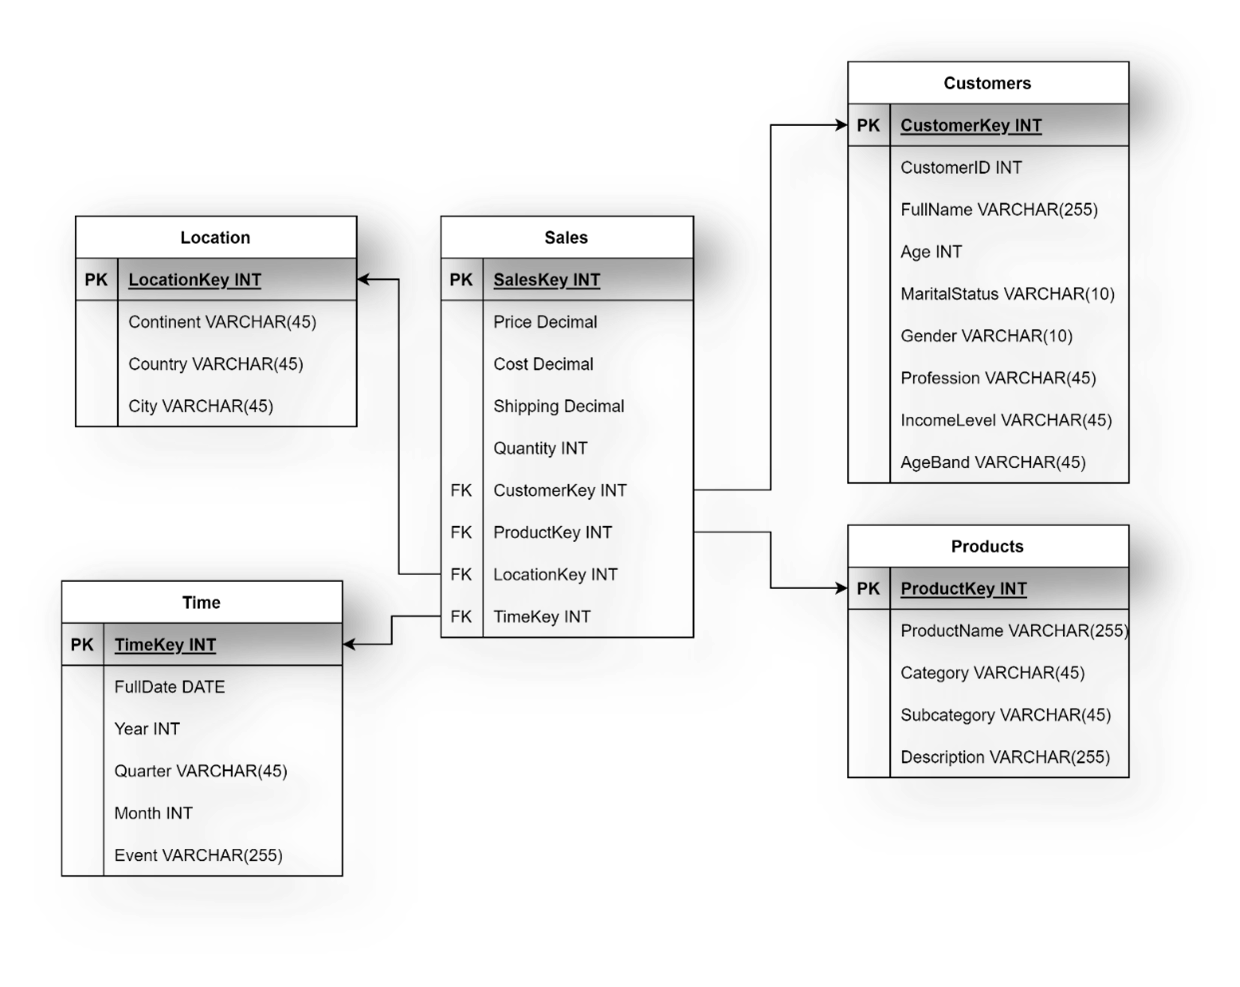 Customers
PK CustomerKey INT
CustomerID INT
FullName VARCHAR(255)
Age INT
MaritalStatus VARCHAR(10)
Gender VARCHAR(10)
Profession VARCHAR(45)
IncomeLevel VARCHAR(45)
AgeBand VARCHAR(45)
Location
PK LocationKey INT
Continent VARCHAR(45)
Country VARCHAR(45)
City VARCHAR(45)
Sales
PK SalesKey INT
Price Decimal
Cost Decimal
Shipping Decimal
Quantity INT
FK CustomerKey INT
FK ProductKey INT
FK LocationKey INT
FK TimeKey INT
Products
PK ProductKey INT
ProductName VARCHAR(255)
Category VARCHAR(45)
Subcategory VARCHAR(45)
Description VARCHAR(255)
Time
PK TimeKey INT
FullDate DATE
Year INT
Quarter VARCHAR(45)
Month INT
Event VARCHAR(255)